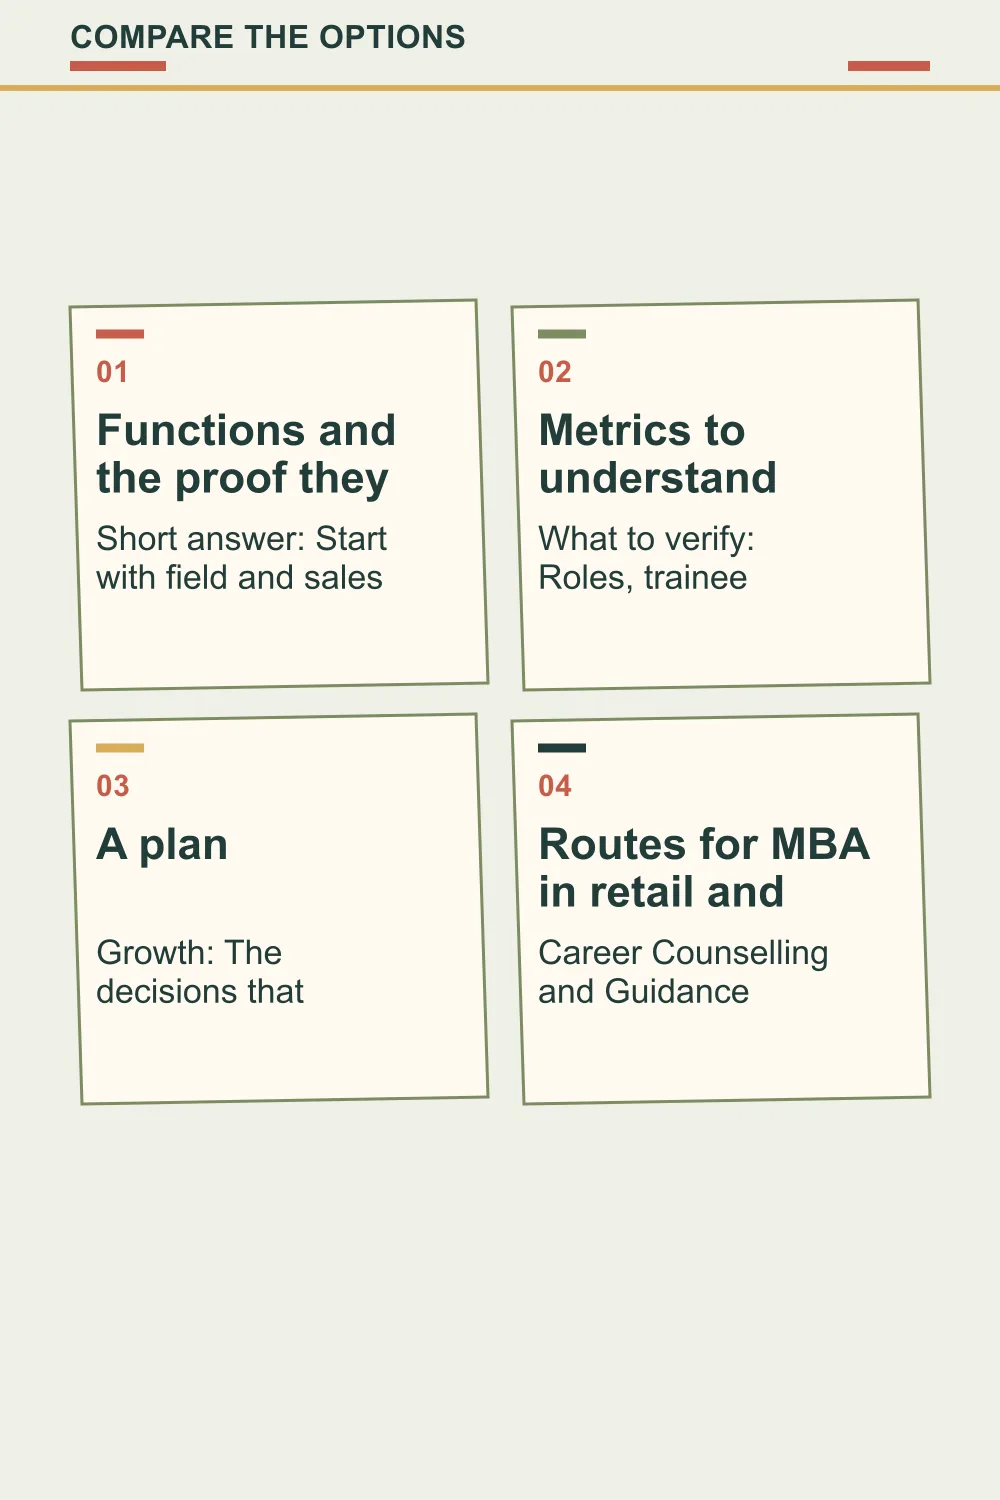 COMPARE THE OPTIONS
01
Functions and
the proof they
Short answer: Start
with field and sales
02
Metrics to
understand
What to verify:
Roles, trainee
03
A plan
Growth: The
decisions that
04
Routes for MBA
in retail and
Career Counselling
and Guidance